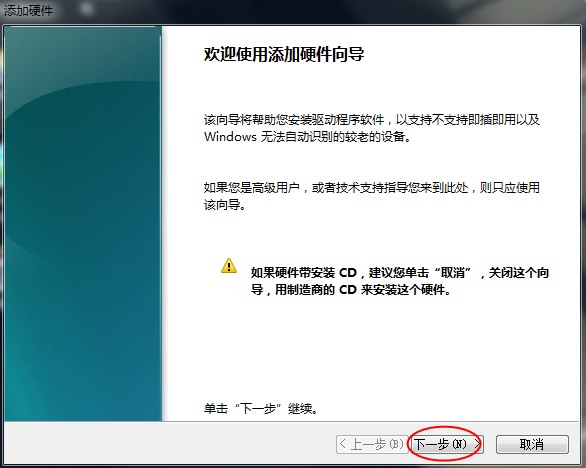 添加硬件
欢迎使用添加硬件向导
该向导将帮助您安装驱动程序软件，以支持不支持即插即用以及
Windows 无法自动识别的较老的设备。
如果您是高级用户，或者技术支持指导您来到此处，则只应使用
该向导。
如果硬件带安装 CD，建议您单击“取消”，关闭这个向
导，用制造商的 CD 来安装这个硬件。
单击“下一步”继续。
< 上一步(B) 下一步(N) > 取消